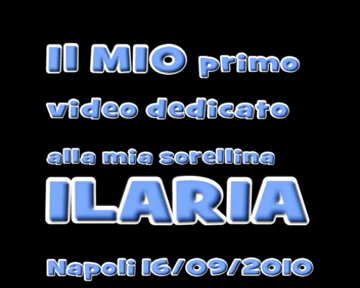 Il MIO primo
video dedicato
alla mia sorellina
ILARIA
Napoli 16/09/2010